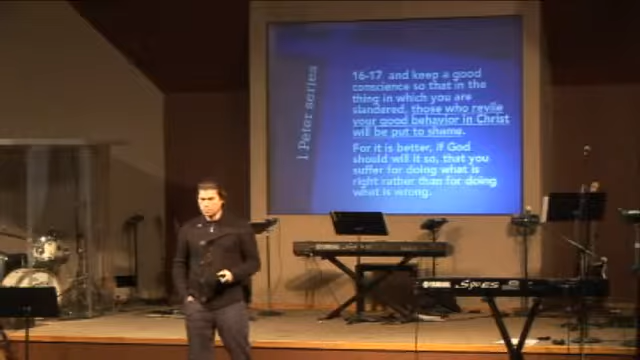 I Peter series
16-17 and keep a good
conscience so that in the
thing in which you are
slandered, those who revile
your good behavior in Christ
will be put to shame.
For it is better, if God
should will it so, that you
suffer for doing what is
right rather than for doing
what is wrong.
YAMAHA